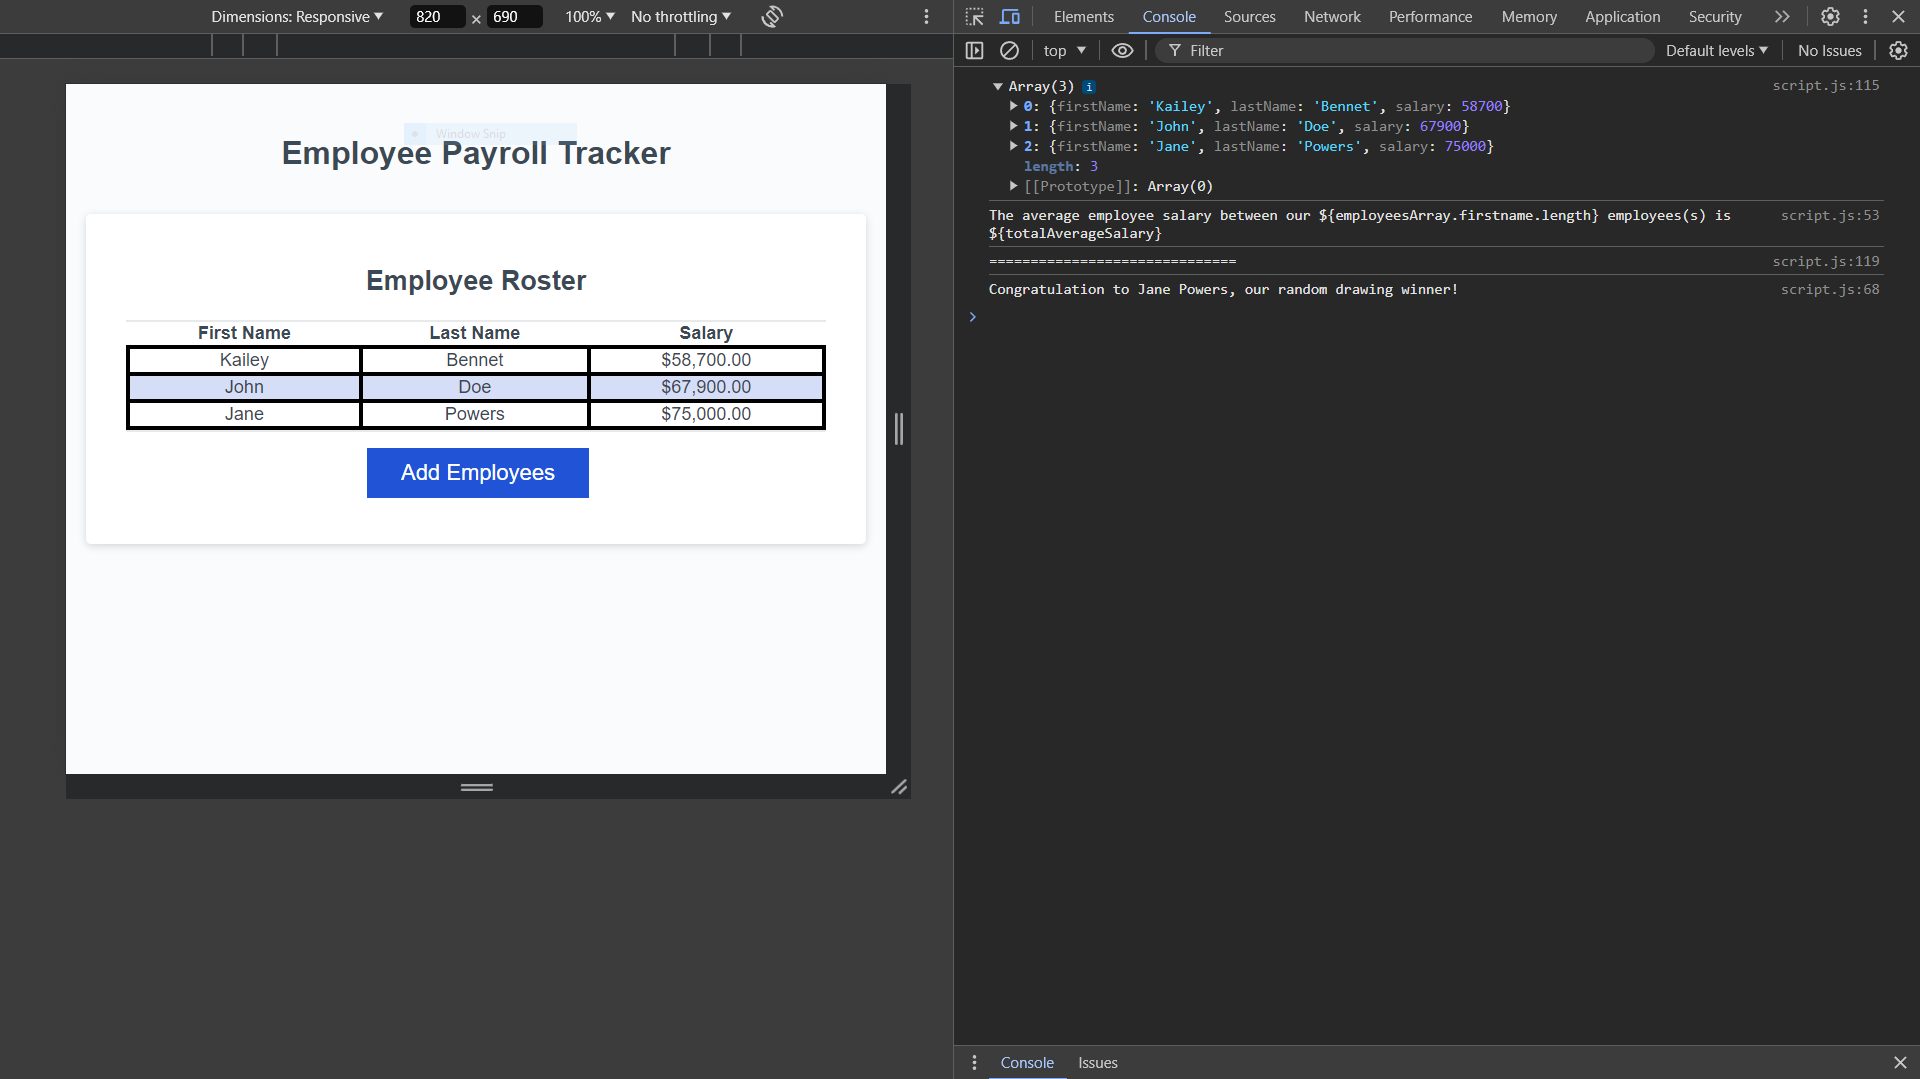 Dimensions: Responsive 820 × 690 100% No throttling
Elements Console Sources Network Performance Memory Application Security
top Filter Default levels No Issues
Window Snip
Employee Payroll Tracker
Employee Roster
First Name Last Name Salary
Kailey Bennet $58,700.00
John Doe $67,900.00
Jane Powers $75,000.00
Add Employees
Array(3) i script.js:115
0: {firstName: 'Kailey', lastName: 'Bennet', salary: 58700}
1: {firstName: 'John', lastName: 'Doe', salary: 67900}
2: {firstName: 'Jane', lastName: 'Powers', salary: 75000}
length: 3
[[Prototype]]: Array(0)
The average employee salary between our ${employeesArray.firstname.length} employees(s) is script.js:53
${totalAverageSalary}
============================== script.js:119
Congratulation to Jane Powers, our random drawing winner! script.js:68
Console Issues